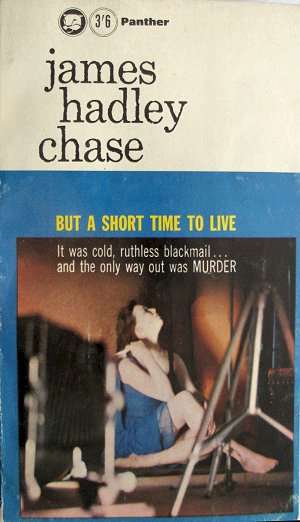 3'6 Panther
james
hadley
chase
BUT A SHORT TIME TO LIVE
It was cold, ruthless blackmail...
and the only way out was MURDER